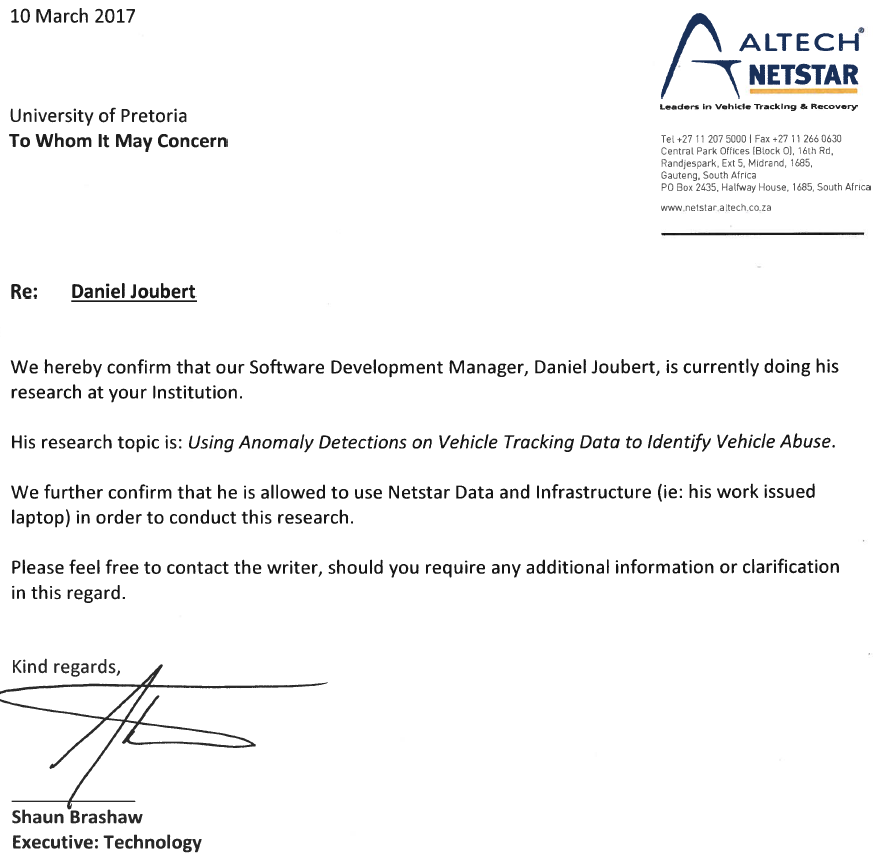 10 March 2017
ALTECH®
NETSTAR
Leaders in Vehicle Tracking & Recovery
University of Pretoria
To Whom It May Concern
Tel +27 11 207 5000 | Fax +27 11 266 0630
Central Park Offices (Block O), 16th Rd,
Randjespark, Ext 5, Midrand, 1685,
Gauteng, South Africa
PO Box 2435, Halfway House, 1685, South Africa
www.netstar.altech.co.za
Re: Daniel Joubert
We hereby confirm that our Software Development Manager, Daniel Joubert, is currently doing his
research at your Institution.
His research topic is: Using Anomaly Detections on Vehicle Tracking Data to Identify Vehicle Abuse.
We further confirm that he is allowed to use Netstar Data and Infrastructure (ie: his work issued
laptop) in order to conduct this research.
Please feel free to contact the writer, should you require any additional information or clarification
in this regard.
Kind regards,
Shaun Brashaw
Executive: Technology